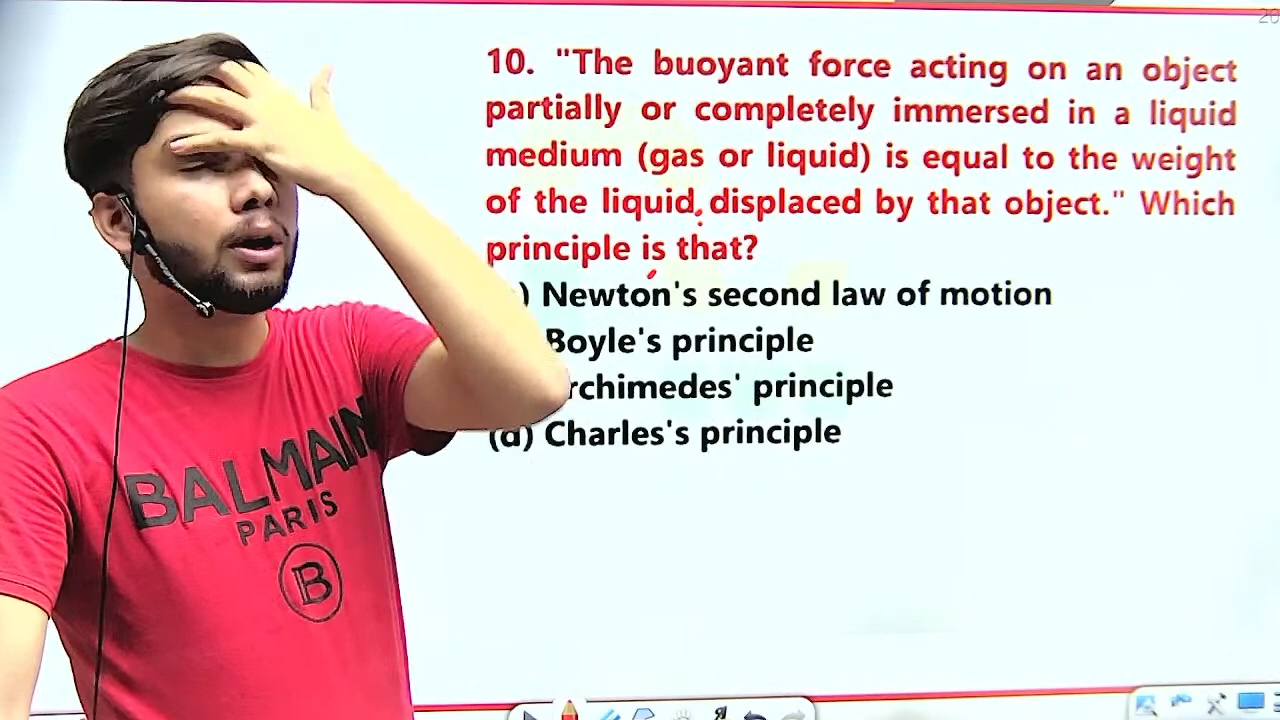 10. "The buoyant force acting on an object
partially or completely immersed in a liquid
medium (gas or liquid) is equal to the weight
of the liquid displaced by that object." Which
principle is that?
) Newton's second law of motion
Boyle's principle
rchimedes' principle
(d) Charles's principle
BALMAIN
PARIS
B